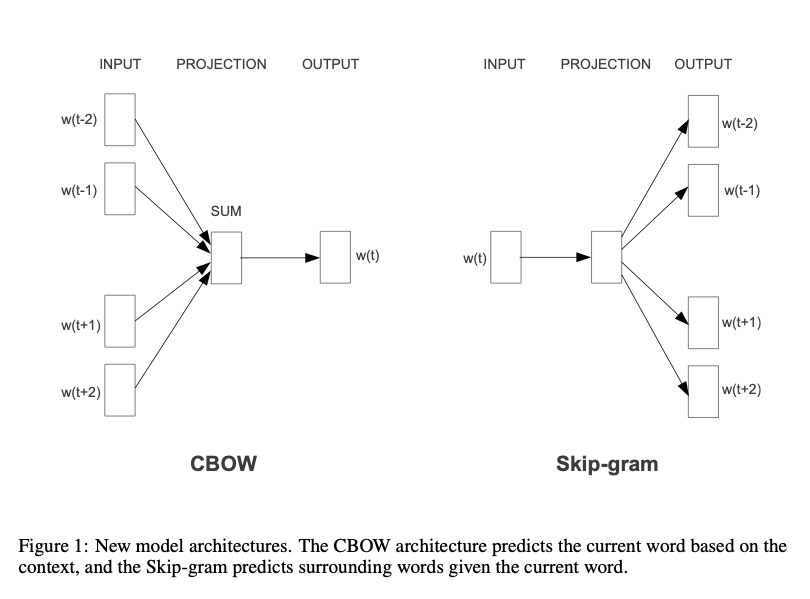 INPUT PROJECTION OUTPUT
w(t-2)
w(t-1)
SUM
w(t)
w(t+1)
w(t+2)
CBOW
INPUT PROJECTION OUTPUT
w(t-2)
w(t-1)
w(t)
w(t+1)
w(t+2)
Skip-gram
Figure 1: New model architectures. The CBOW architecture predicts the current word based on the
context, and the Skip-gram predicts surrounding words given the current word.